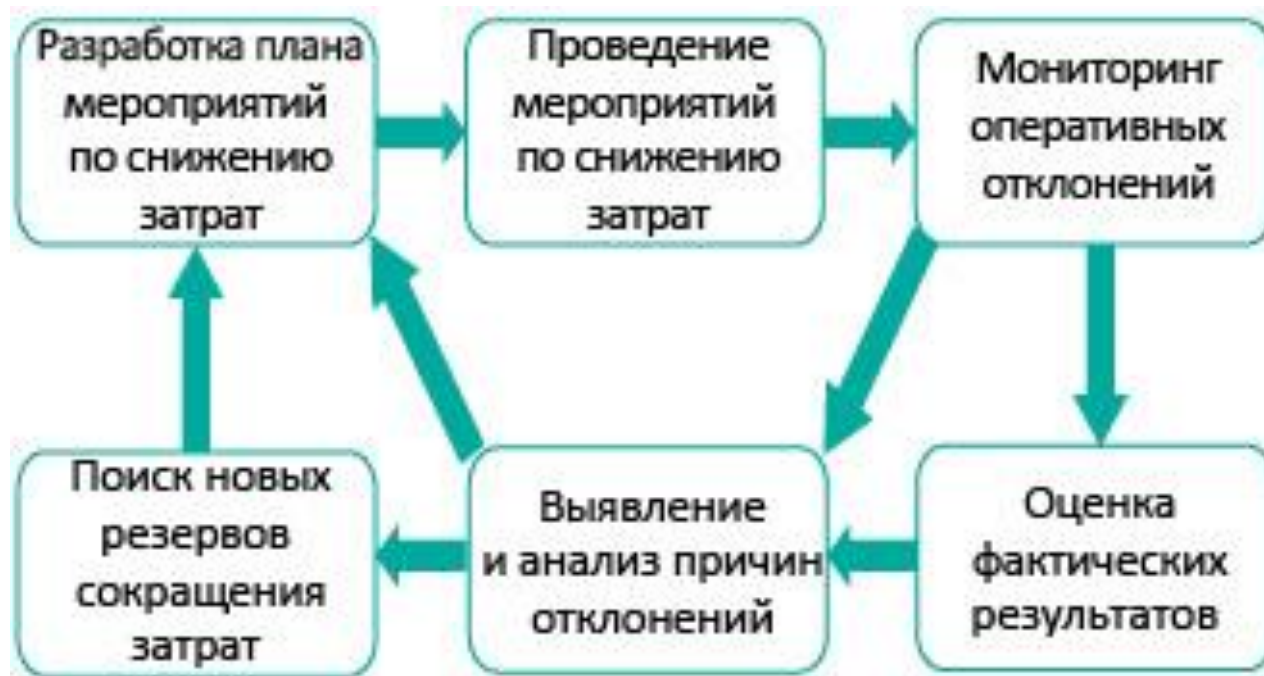 Разработка плана
мероприятий
по снижению
затрат
Проведение
мероприятий
по снижению
затрат
Мониторинг
оперативных
отклонений
Поиск новых
резервов
сокращения
затрат
Выявление
и анализ причин
отклонений
Оценка
фактических
результатов